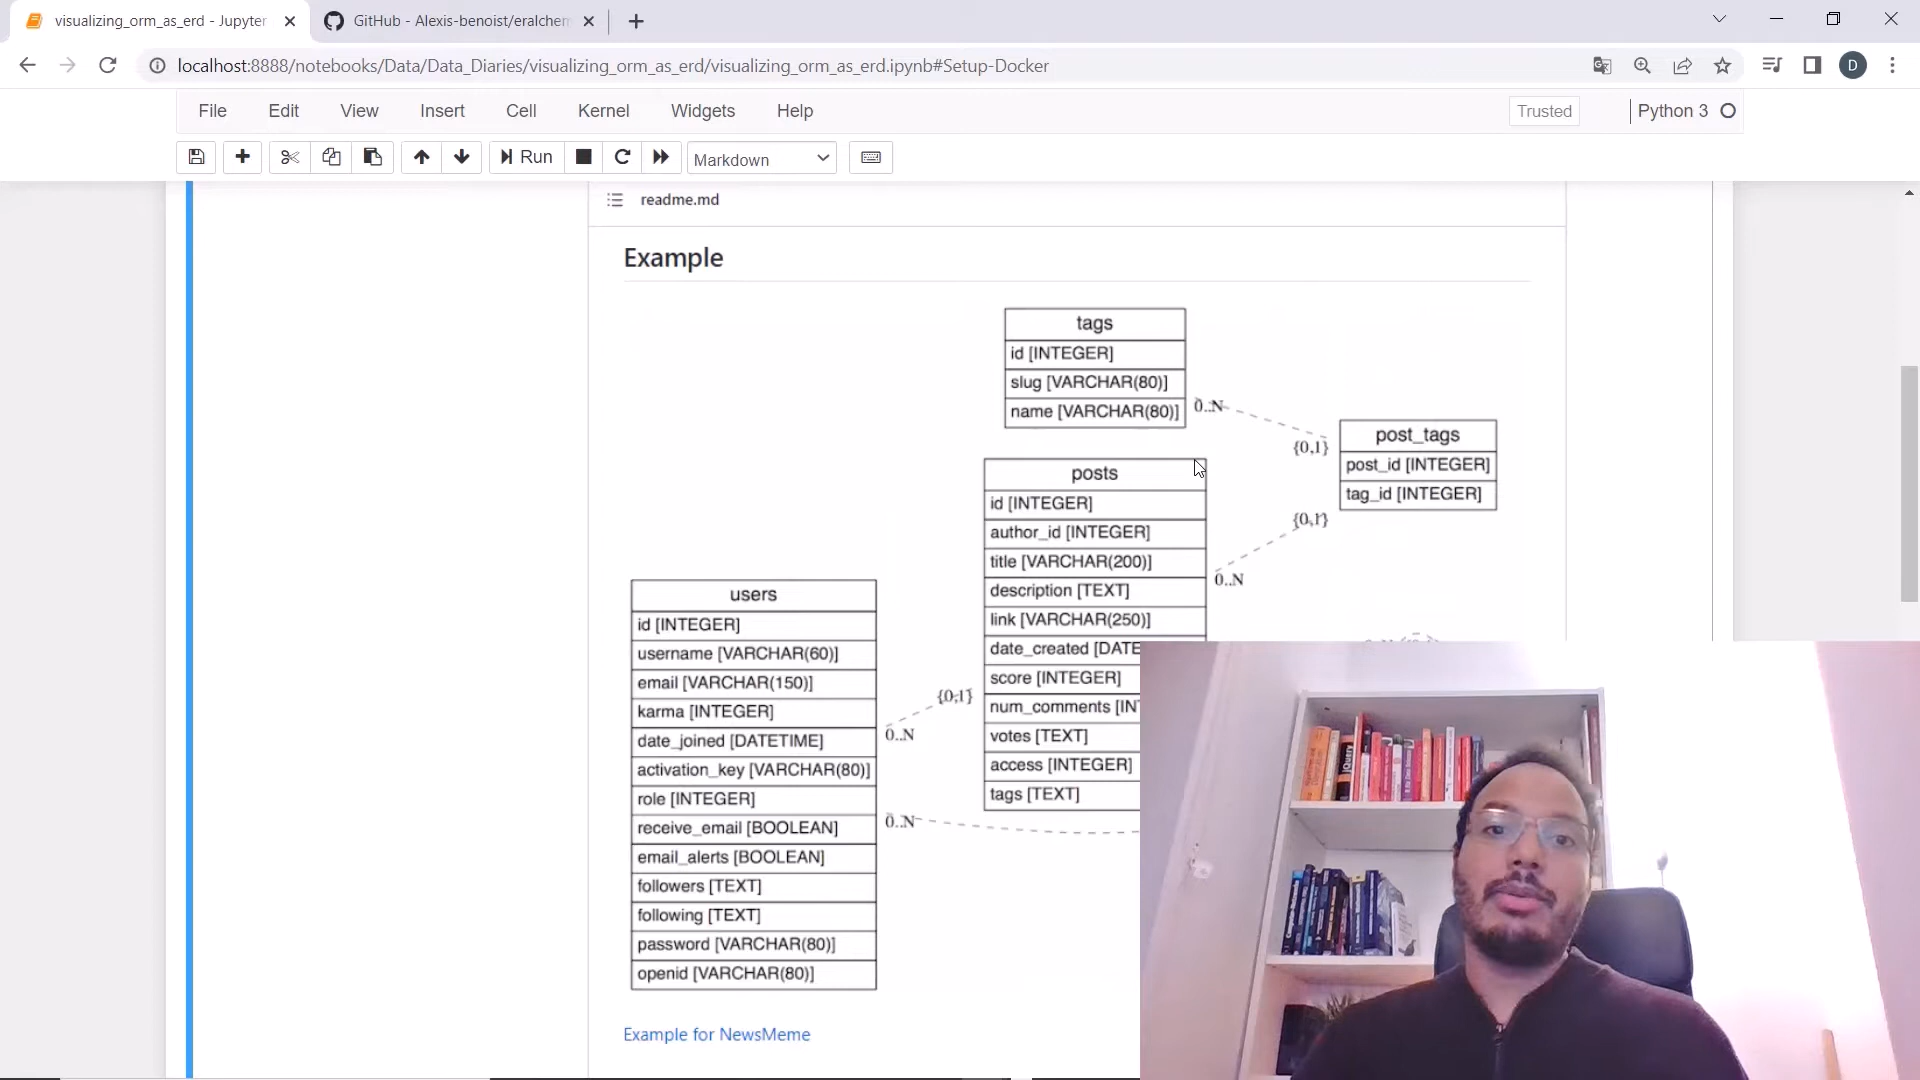 visualizing_orm_as_erd - Jupyter
GitHub - Alexis-benoist/eralchem
localhost:8888/notebooks/Data/Data_Diaries/visualizing_orm_as_erd/visualizing_orm_as_erd.ipynb#Setup-Docker
D
File Edit View Insert Cell Kernel Widgets Help
Trusted
Python 3
Run
Markdown
readme.md
Example
tags
id [INTEGER]
slug [VARCHAR(80)]
name [VARCHAR(80)]
0..N
{0,1}
post_tags
post_id [INTEGER]
tag_id [INTEGER]
{0,1}
0..N
posts
id [INTEGER]
author_id [INTEGER]
title [VARCHAR(200)]
description [TEXT]
link [VARCHAR(250)]
date_created [DATE
score [INTEGER]
num_comments [IN
votes [TEXT]
access [INTEGER]
tags [TEXT]
users
id [INTEGER]
username [VARCHAR(60)]
email [VARCHAR(150)]
karma [INTEGER]
date_joined [DATETIME]
activation_key [VARCHAR(80)]
role [INTEGER]
receive_email [BOOLEAN]
email_alerts [BOOLEAN]
followers [TEXT]
following [TEXT]
password [VARCHAR(80)]
openid [VARCHAR(80)]
{0,1}
0..N
0..N
Example for NewsMeme
jQuery